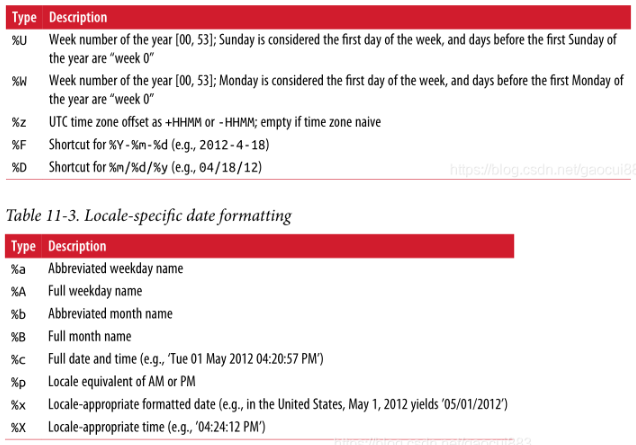 Type Description
%U Week number of the year [00, 53]; Sunday is considered the first day of the week, and days before the first Sunday of
the year are “week 0”
%W Week number of the year [00, 53]; Monday is considered the first day of the week, and days before the first Monday of
the year are “week 0”
%z UTC time zone offset as +HHMM or -HHMM; empty if time zone naive
%F Shortcut for %Y-%m-%d (e.g., 2012-4-18)
%D Shortcut for %m/%d/%y (e.g., 04/18/12)
https://blog.csdn.net/gaocui88
Table 11-3. Locale-specific date formatting
Type Description
%a Abbreviated weekday name
%A Full weekday name
%b Abbreviated month name
%B Full month name
%c Full date and time (e.g., ‘Tue 01 May 2012 04:20:57 PM’)
%p Locale equivalent of AM or PM
%x Locale-appropriate formatted date (e.g., in the United States, May 1, 2012 yields ’05/01/2012’)
%X Locale-appropriate time (e.g., ’04:24:12 PM’)